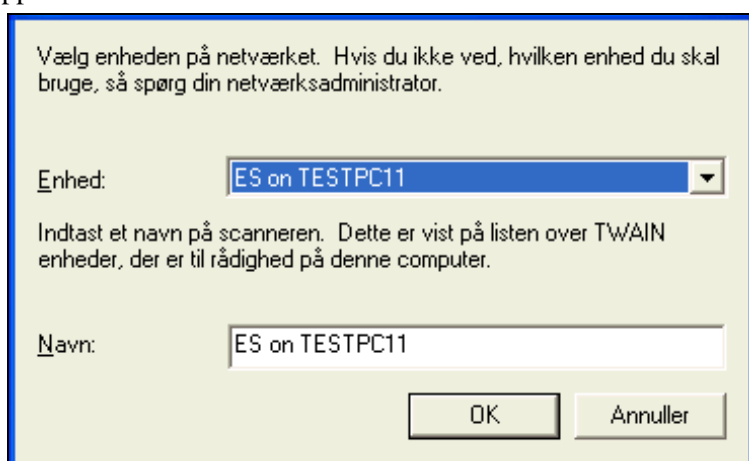 Vælg enheden på netværket.  Hvis du ikke ved, hvilken enhed du skal
bruge, så spørg din netværksadministrator.
Enhed:
ES on TESTPC11
Indtast et navn på scanneren.  Dette er vist på listen over TWAIN
enheder, der er til rådighed på denne computer.
Navn:
ES on TESTPC11
OK
Annuller